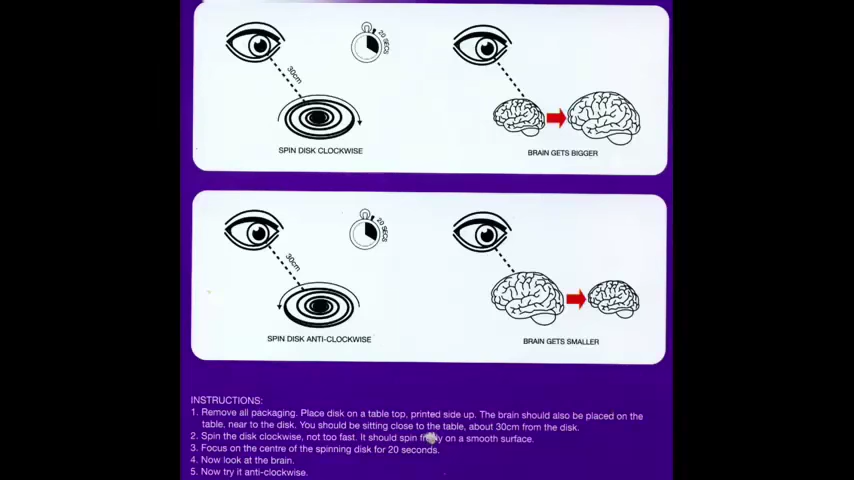 20 SECS
30cm
SPIN DISK CLOCKWISE
BRAIN GETS BIGGER
20 SECS
30cm
SPIN DISK ANTI-CLOCKWISE
BRAIN GETS SMALLER
INSTRUCTIONS:
1. Remove all packaging. Place disk on a table top, printed side up. The brain should also be placed on the
table, near to the disk. You should be sitting close to the table, about 30cm from the disk.
2. Spin the disk clockwise, not too fast. It should spin freely on a smooth surface.
3. Focus on the centre of the spinning disk for 20 seconds.
4. Now look at the brain.
5. Now try it anti-clockwise.